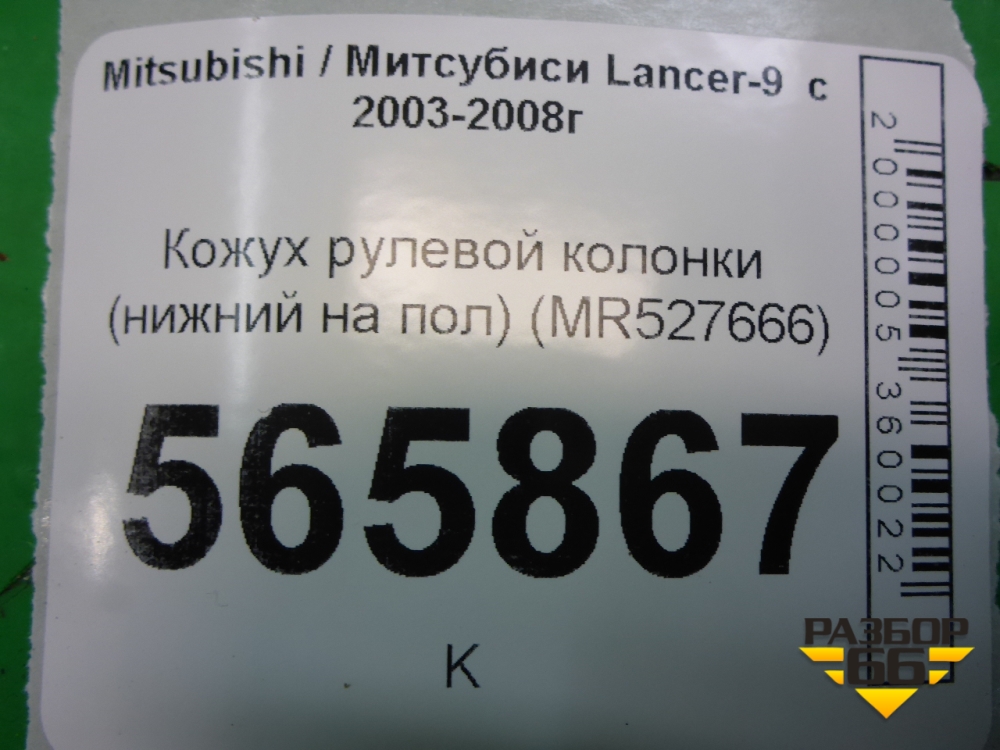 Mitsubishi / Митсубиси Lancer-9 с
2003-2008г
Кожух рулевой колонки
(нижний на пол) (MR527666)
565867
К
2000005360022
РАЗБОР
66